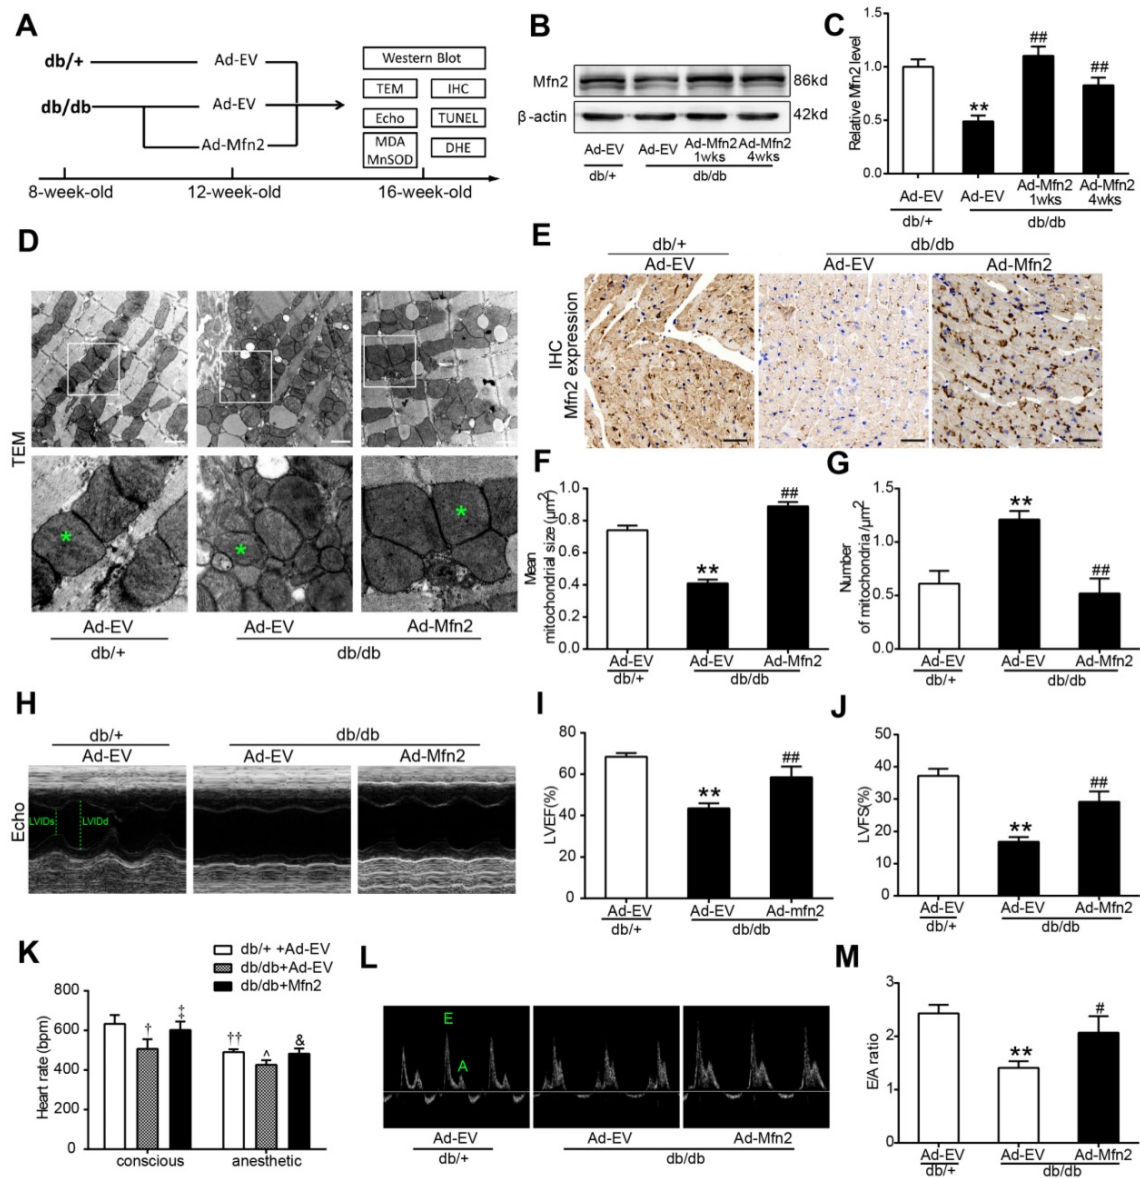 A
db/+
Ad-EV
db/db
Ad-EV
Ad-Mfn2
Western Blot
TEM
IHC
Echo
TUNEL
MDA
MnSOD
DHE
8-week-old
12-week-old
16-week-old
B
Mfn2
86kd
β-actin
42kd
Ad-EV
Ad-EV
Ad-Mfn2
1wks
Ad-Mfn2
4wks
db/+
db/db
C
Relative Mfn2 level
1.5
1.0
0.5
0.0
**
##
##
Ad-EV
Ad-EV
Ad-Mfn2
1wks
Ad-Mfn2
4wks
db/+
db/db
D
TEM
*
*
*
Ad-EV
Ad-EV
Ad-Mfn2
db/+
db/db
E
db/+
db/db
Ad-EV
Ad-EV
Ad-Mfn2
IHC
Mfn2 expression
F
Mean
mitochondrial size (µm²)
1.0
0.8
0.6
0.4
0.2
0.0
**
##
Ad-EV
Ad-EV
Ad-Mfn2
db/+
db/db
G
Number
of mitochondria/µm²
1.5
1.0
0.5
0.0
**
##
Ad-EV
Ad-EV
Ad-Mfn2
db/+
db/db
H
db/+
db/db
Ad-EV
Ad-EV
Ad-Mfn2
Echo
LVIDs
LVIDd
I
LVEF(%)
80
60
40
20
0
**
##
Ad-EV
Ad-EV
Ad-mfn2
db/+
db/db
J
LVFS(%)
50
40
30
20
10
0
**
##
Ad-EV
Ad-EV
Ad-Mfn2
db/+
db/db
K
db/+ +Ad-EV
db/db+Ad-EV
db/db+Mfn2
Heart rate (bpm)
800
600
400
200
0
†
‡
††
^
&
conscious
anesthetic
L
E
A
Ad-EV
Ad-EV
Ad-Mfn2
db/+
db/db
M
E/A ratio
3
2
1
0
**
#
Ad-EV
Ad-EV
Ad-Mfn2
db/+
db/db